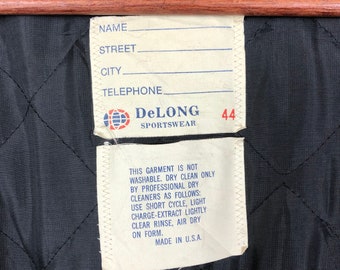 NAME
STREET
CITY
TELEPHONE
DeLONG 44
SPORTSWEAR
THIS GARMENT IS NOT
WASHABLE. DRY CLEAN ONLY
BY PROFESSIONAL DRY
CLEANERS AS FOLLOWS:
USE SHORT CYCLE, LIGHT
CHARGE-EXTRACT LIGHTLY
CLEAR RINSE, AIR DRY
ON FORM.
MADE IN U.S.A.